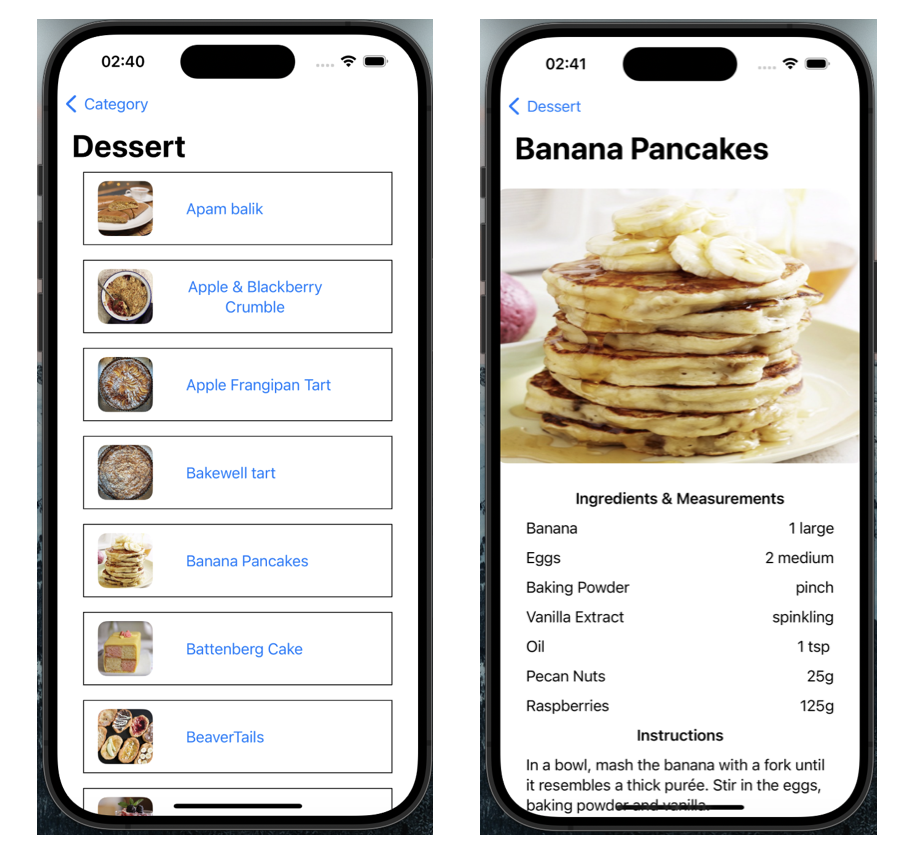 02:40
Category
Dessert
Apam balik
Apple & Blackberry
Crumble
Apple Frangipan Tart
Bakewell tart
Banana Pancakes
Battenberg Cake
BeaverTails
02:41
Dessert
Banana Pancakes
Ingredients & Measurements
Banana 1 large
Eggs 2 medium
Baking Powder pinch
Vanilla Extract spinkling
Oil 1 tsp
Pecan Nuts 25g
Raspberries 125g
Instructions
In a bowl, mash the banana with a fork until
it resembles a thick purée. Stir in the eggs,
baking powder and vanilla.